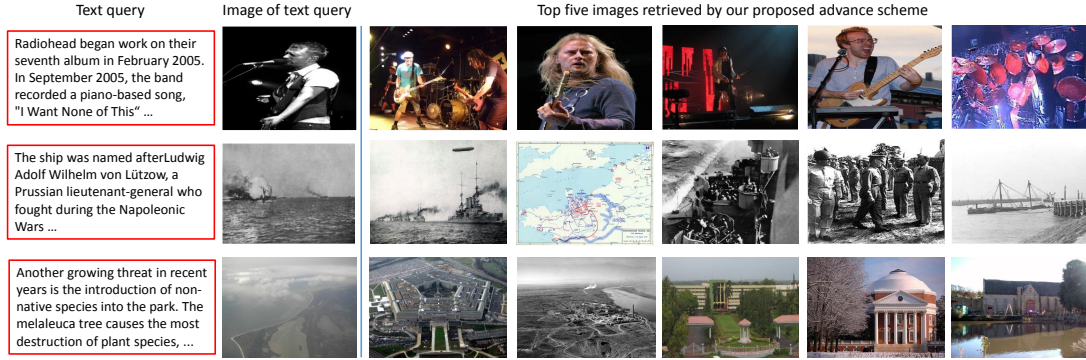 Text query
Image of text query
Top five images retrieved by our proposed advance scheme
Radiohead began work on their
seventh album in February 2005.
In September 2005, the band
recorded a piano-based song,
"I Want None of This“ …
The ship was named afterLudwig
Adolf Wilhelm von Lützow, a
Prussian lieutenant-general who
fought during the Napoleonic
Wars …
Another growing threat in recent
years is the introduction of non-
native species into the park. The
melaleuca tree causes the most
destruction of plant species, ...